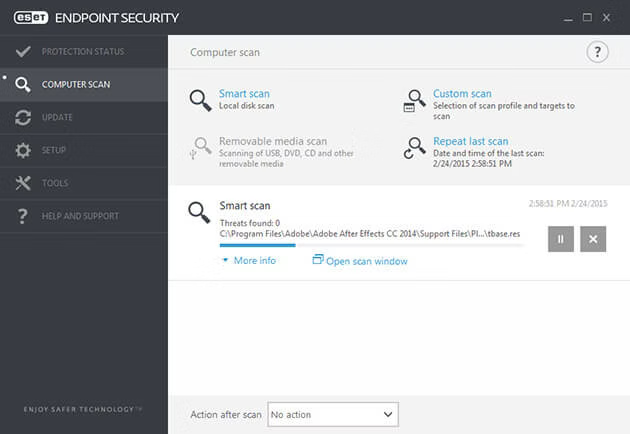 eset ENDPOINT SECURITY
PROTECTION STATUS
COMPUTER SCAN
UPDATE
SETUP
TOOLS
HELP AND SUPPORT
ENJOY SAFER TECHNOLOGY™
Computer scan
?
Smart scan
Local disk scan
Custom scan
Selection of scan profile and targets to
scan
Removable media scan
Scanning of USB, DVD, CD and other
removable media
Repeat last scan
Date and time of the last scan:
2/24/2015 2:58:51 PM
Smart scan
2:58:51 PM 2/24/2015
Threats found: 0
C:\Program Files\Adobe\Adobe After Effects CC 2014\Support Files\Pl...\tbase.res
More info
Open scan window
Action after scan
No action